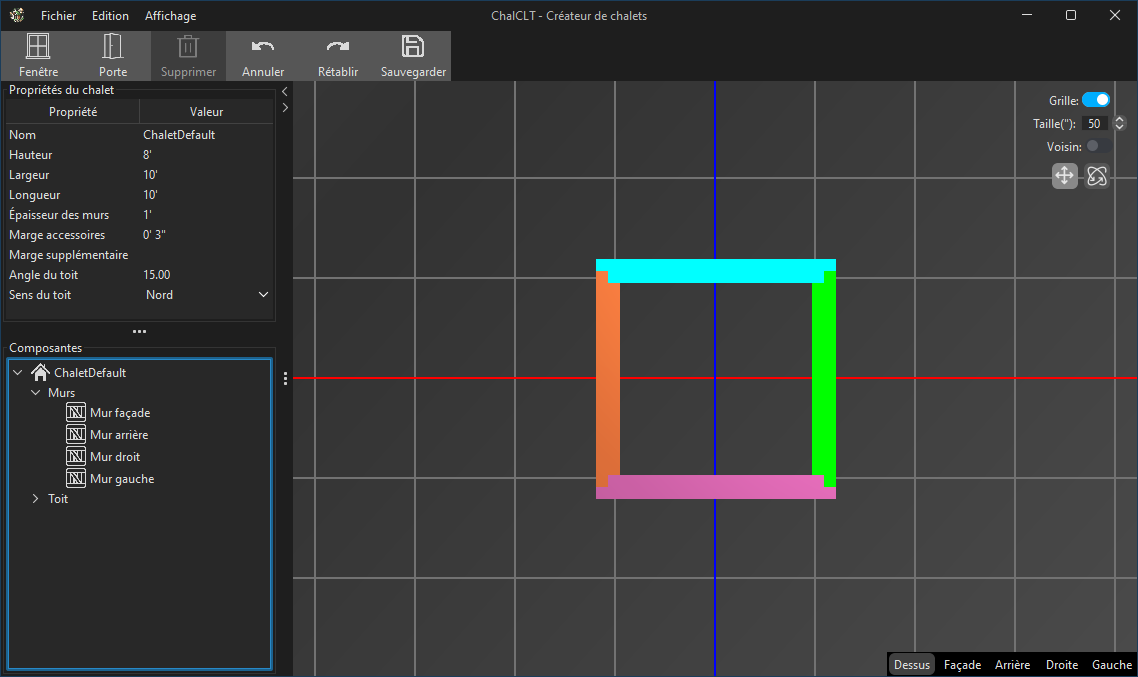 Fichier Edition Affichage ChalCLT - Créateur de chalets
Fenêtre Porte Supprimer Annuler Rétablir Sauvegarder
Propriétés du chalet
Propriété Valeur
Nom ChaletDefault
Hauteur 8'
Largeur 10'
Longueur 10'
Épaisseur des murs 1'
Marge accessoires 0' 3"
Marge supplémentaire
Angle du toit 15.00
Sens du toit Nord
Composantes
ChaletDefault
Murs
Mur façade
Mur arrière
Mur droit
Mur gauche
Toit
Grille:
Taille("): 50
Voisin:
Dessus Façade Arrière Droite Gauche